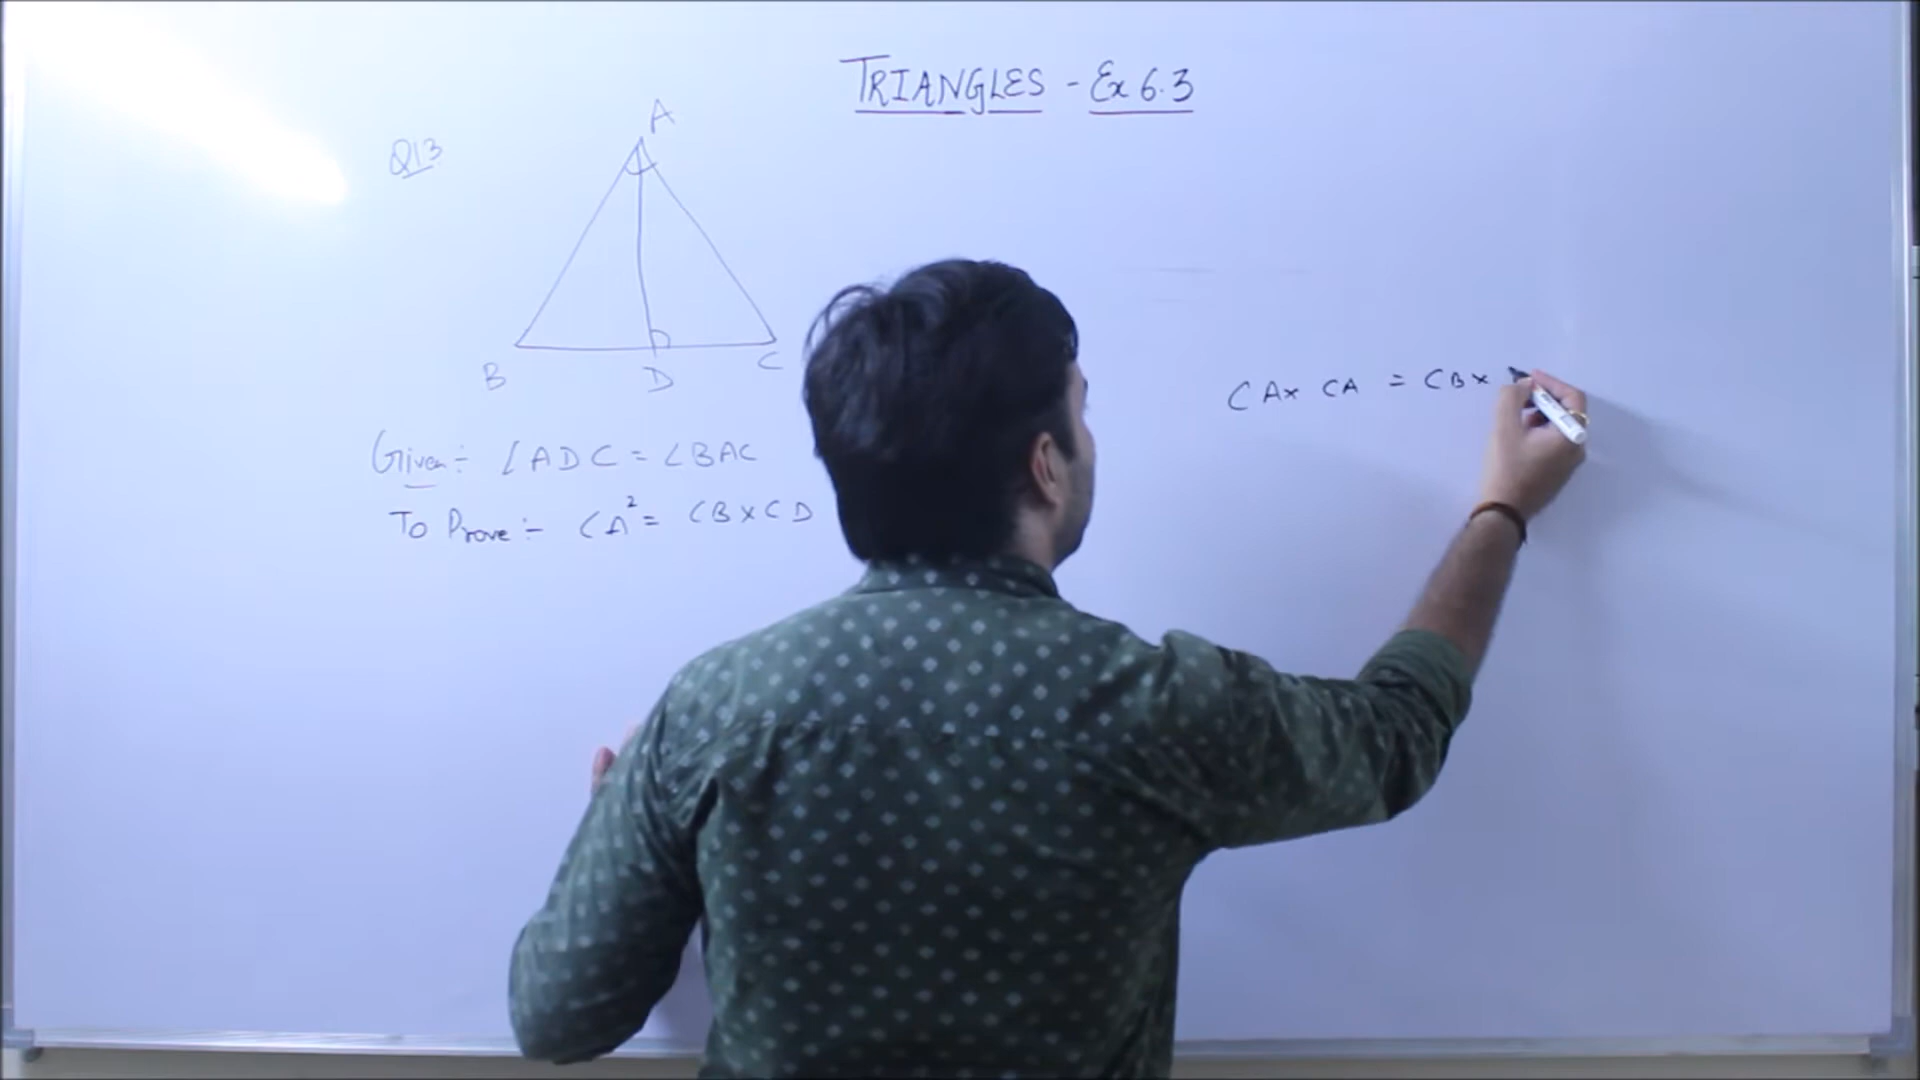 TRIANGLES - Ex 6.3
Q13
A
B
D
C
Given :- ∠ADC = ∠BAC
To Prove :- CA² = CB x CD
CA x CA = CB x